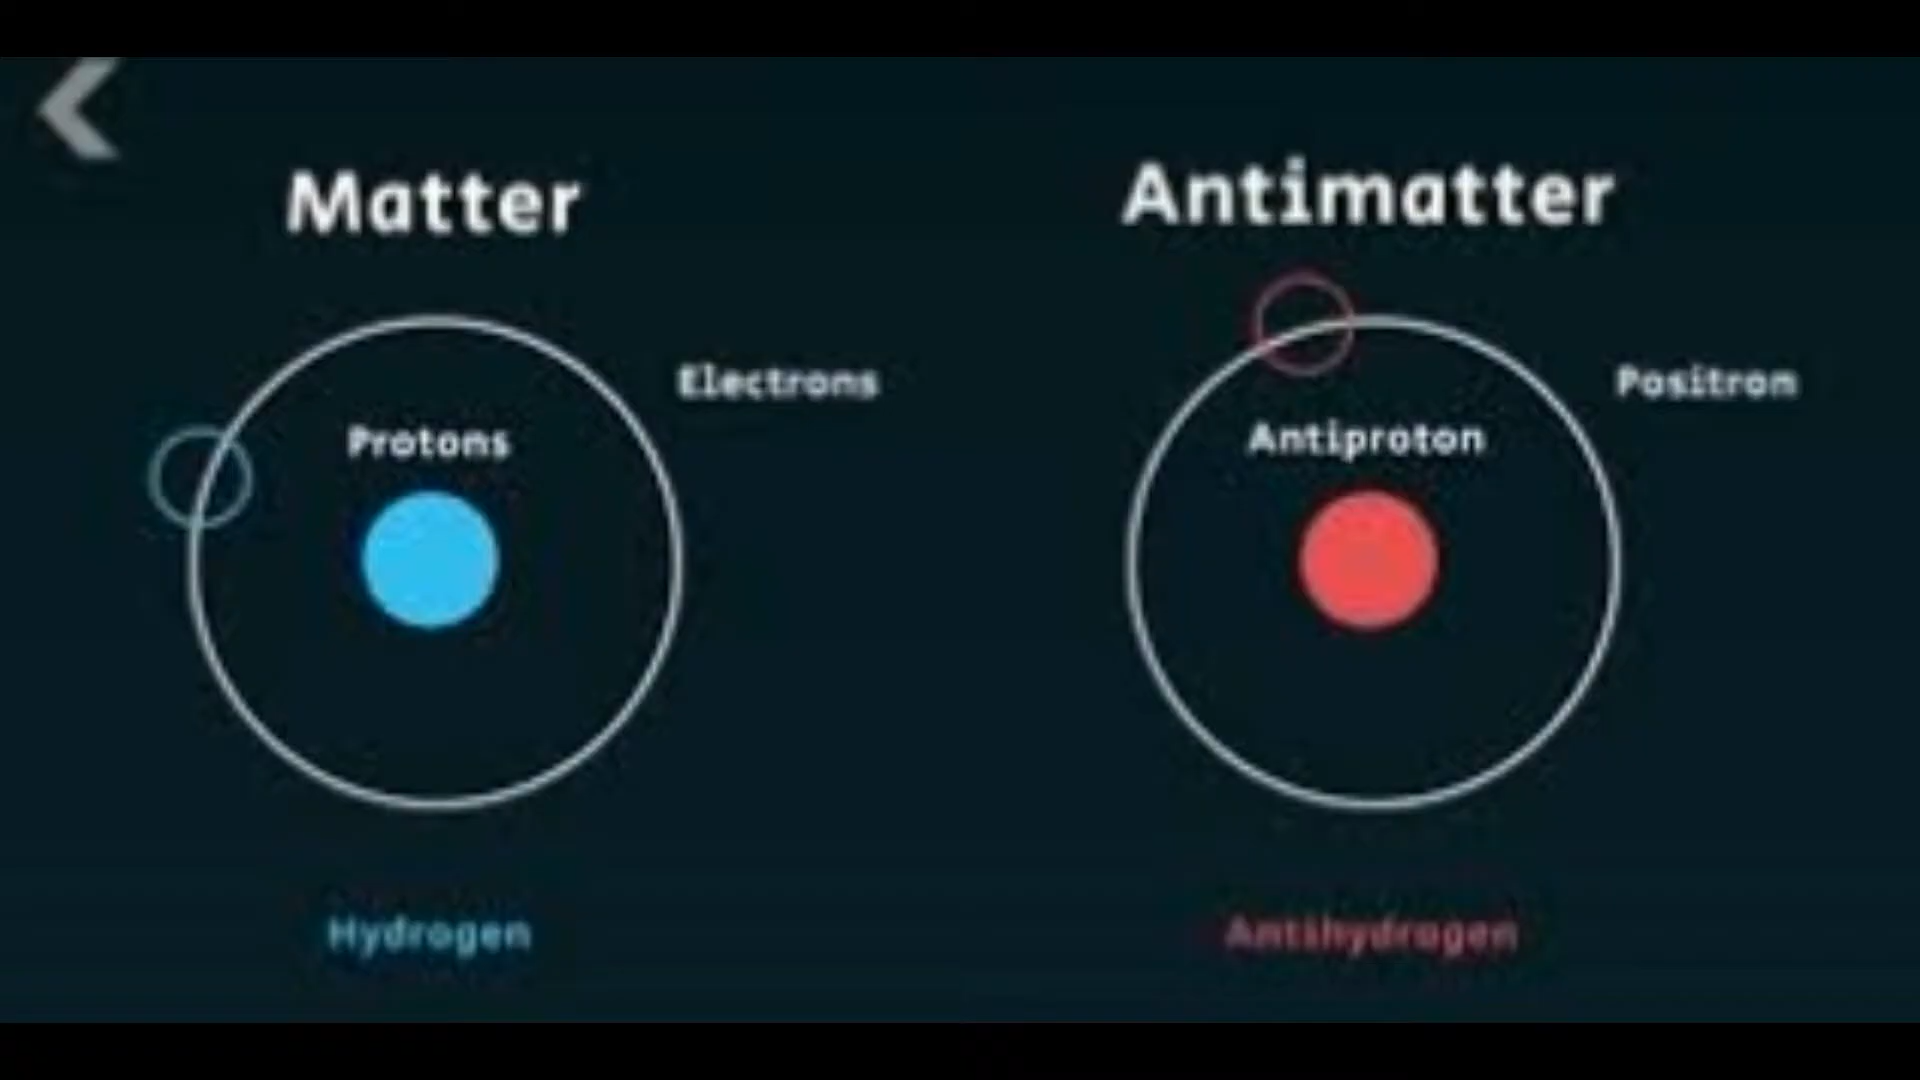 Matter
Antimatter
Electrons
Positron
Protons
Antiproton
Hydrogen
Antihydrogen